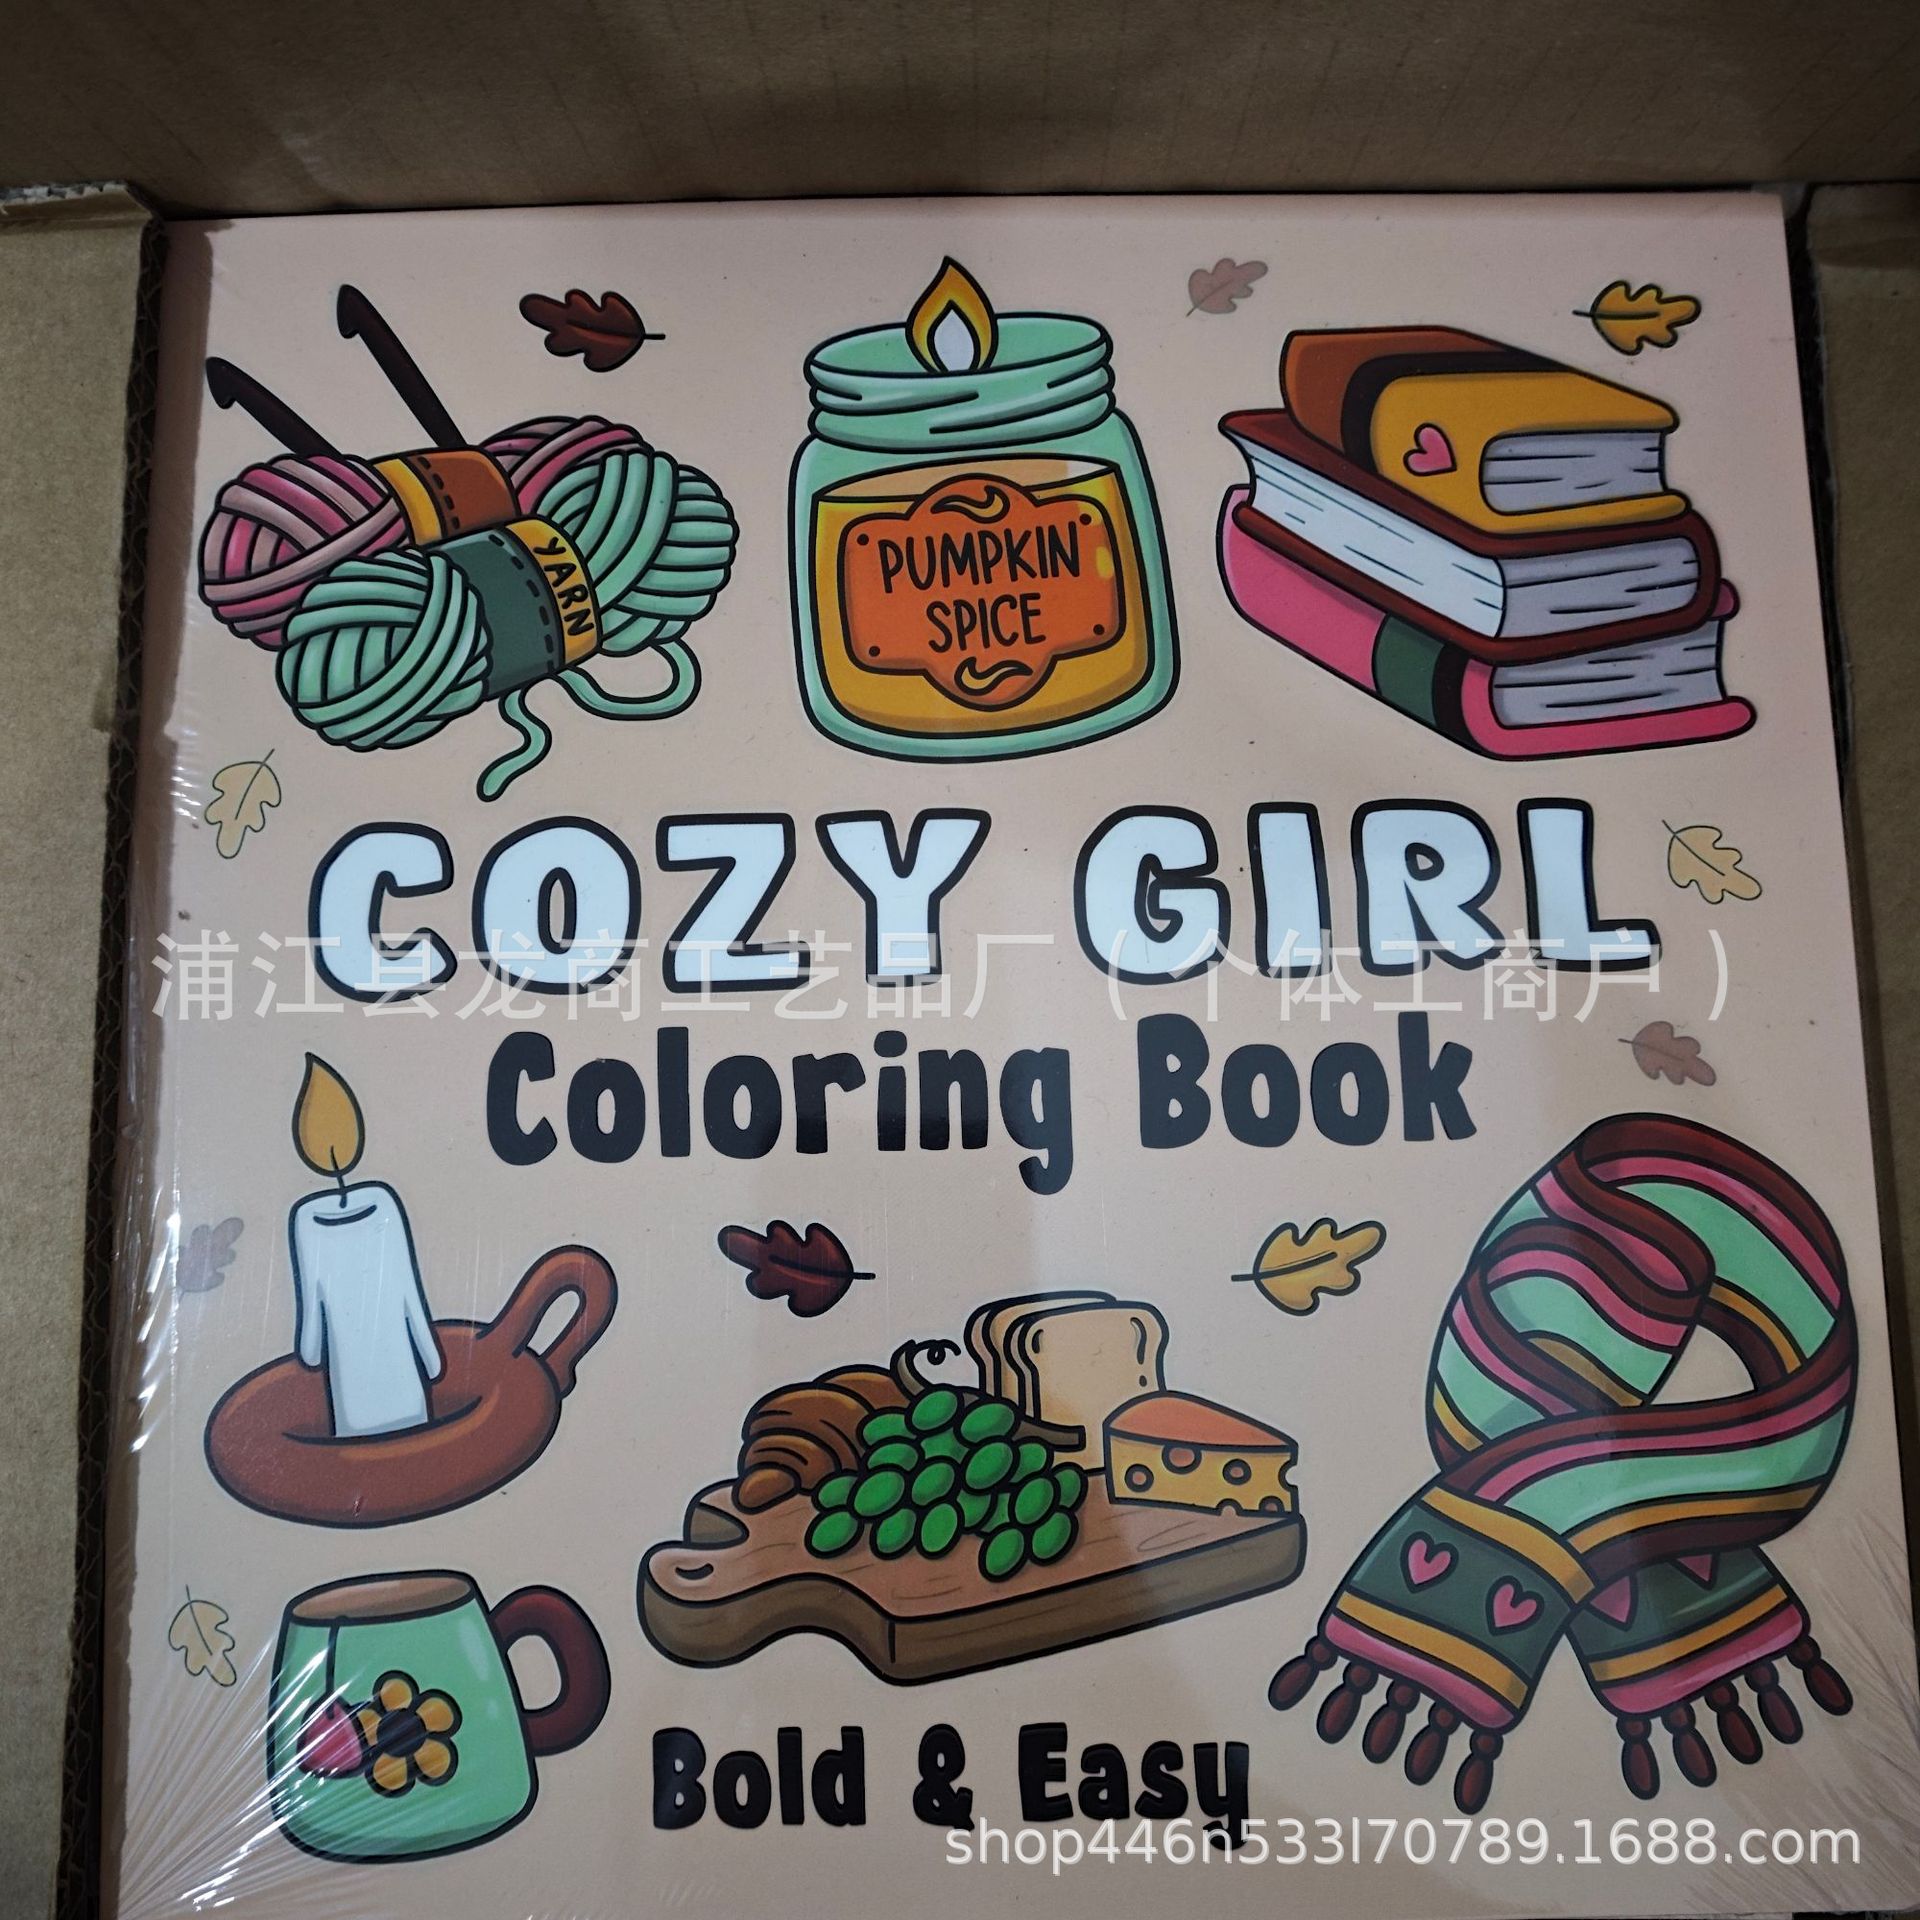 YARN
PUMPKIN
SPICE
COZY GIRL
浦江县龙商工艺品厂（个体工商户）
Coloring Book
Bold & Easy
shop446n533l70789.1688.com